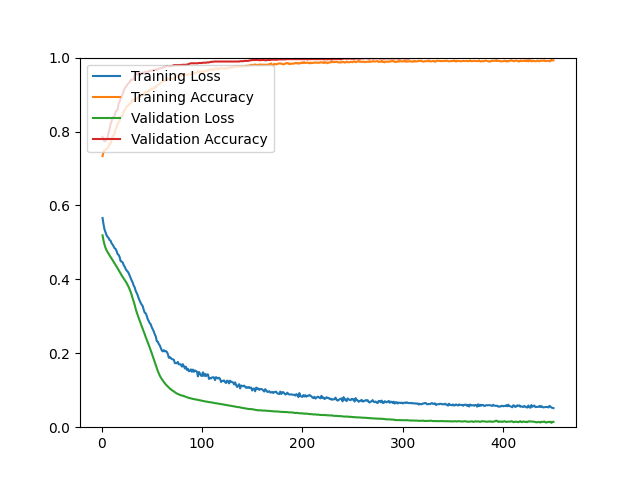 1.0
0.8
0.6
0.4
0.2
0.0
Training Loss
Training Accuracy
Validation Loss
Validation Accuracy
0 100 200 300 400